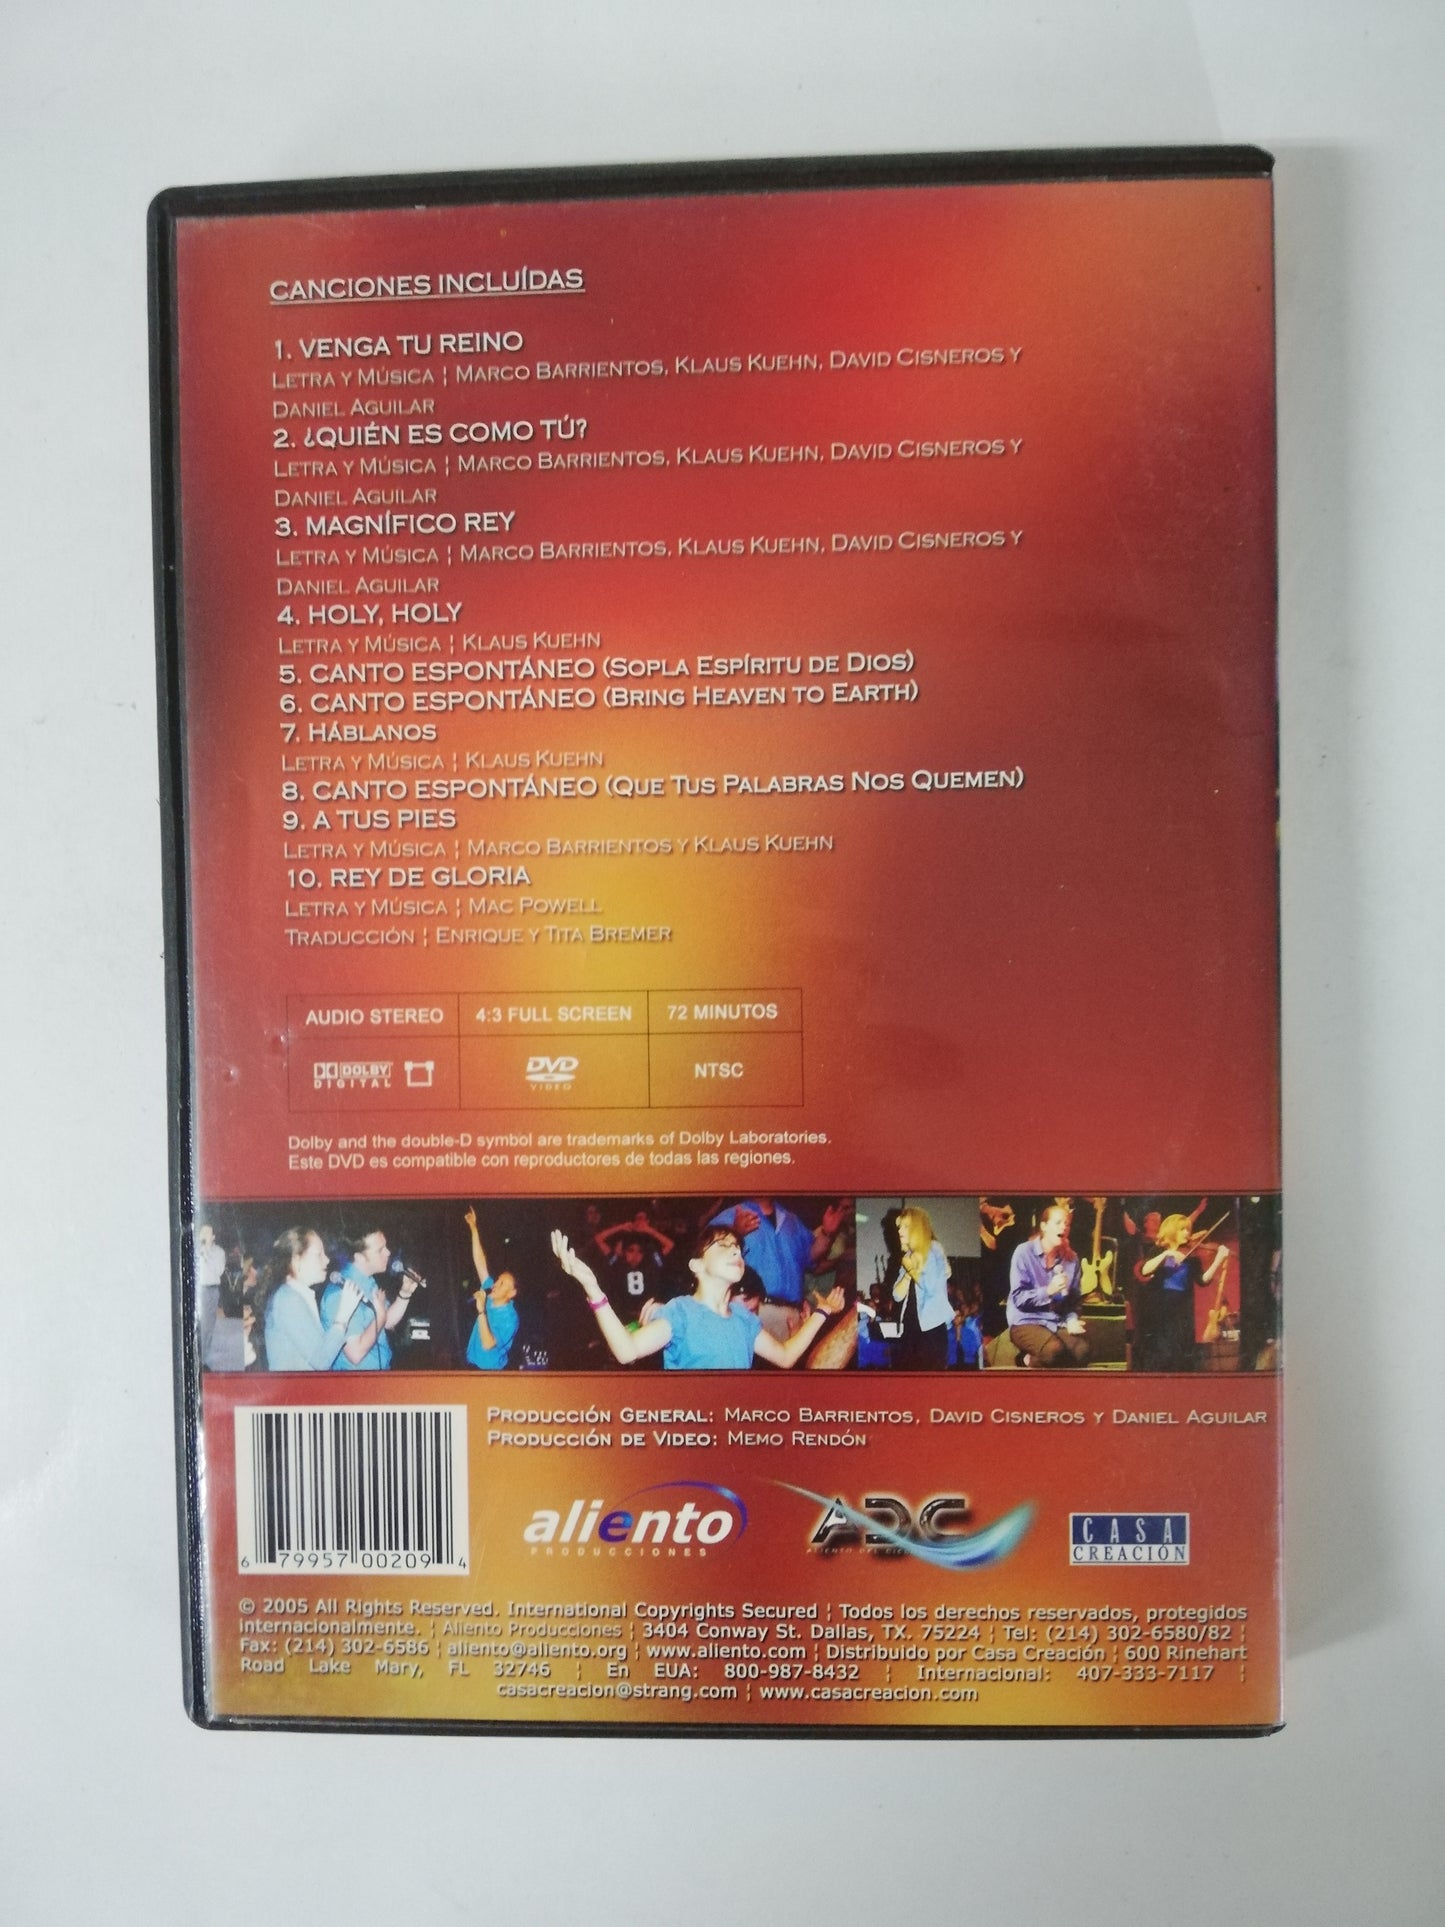 CANCIONES INCLUÍDAS
1. VENGA TU REINO
LETRA Y MÚSICA ¦ MARCO BARRIENTOS, KLAUS KUEHN, DAVID CISNEROS Y
DANIEL AGUILAR
2. ¿QUIÉN ES COMO TÚ?
LETRA Y MÚSICA ¦ MARCO BARRIENTOS, KLAUS KUEHN, DAVID CISNEROS Y
DANIEL AGUILAR
3. MAGNÍFICO REY
LETRA Y MÚSICA ¦ MARCO BARRIENTOS, KLAUS KUEHN, DAVID CISNEROS Y
DANIEL AGUILAR
4. HOLY, HOLY
LETRA Y MÚSICA ¦ KLAUS KUEHN
5. CANTO ESPONTÁNEO (SOPLA ESPÍRITU DE DIOS)
6. CANTO ESPONTÁNEO (BRING HEAVEN TO EARTH)
7. HÁBLANOS
LETRA Y MÚSICA ¦ KLAUS KUEHN
8. CANTO ESPONTÁNEO (QUE TUS PALABRAS NOS QUEMEN)
9. A TUS PIES
LETRA Y MÚSICA ¦ MARCO BARRIENTOS Y KLAUS KUEHN
10. REY DE GLORIA
LETRA Y MÚSICA ¦ MAC POWELL
TRADUCCIÓN ¦ ENRIQUE Y TITA BREMER
AUDIO STEREO 4:3 FULL SCREEN 72 MINUTOS
DOLBY DIGITAL DVD VIDEO NTSC
Dolby and the double-D symbol are trademarks of Dolby Laboratories.
Este DVD es compatible con reproductores de todas las regiones.
8
PRODUCCIÓN GENERAL: MARCO BARRIENTOS, DAVID CISNEROS Y DANIEL AGUILAR
PRODUCCIÓN DE VIDEO: MEMO RENDÓN
6 79957 00209 4
aliento
PRODUCCIONES
ADC
CASA
CREACIÓN
© 2005 All Rights Reserved. International Copyrights Secured ¦ Todos los derechos reservados, protegidos
internacionalmente. ¦ Aliento Producciones ¦ 3404 Conway St. Dallas, TX. 75224 ¦ Tel: (214) 302-6580/82 ¦
Fax: (214) 302-6586 ¦ aliento@aliento.org ¦ www.aliento.com ¦ Distribuido por Casa Creación ¦ 600 Rinehart
Road Lake Mary, FL 32746 ¦ En EUA: 800-987-8432 ¦ Internacional: 407-333-7117 ¦
casacreacion@strang.com ¦ www.casacreacion.com